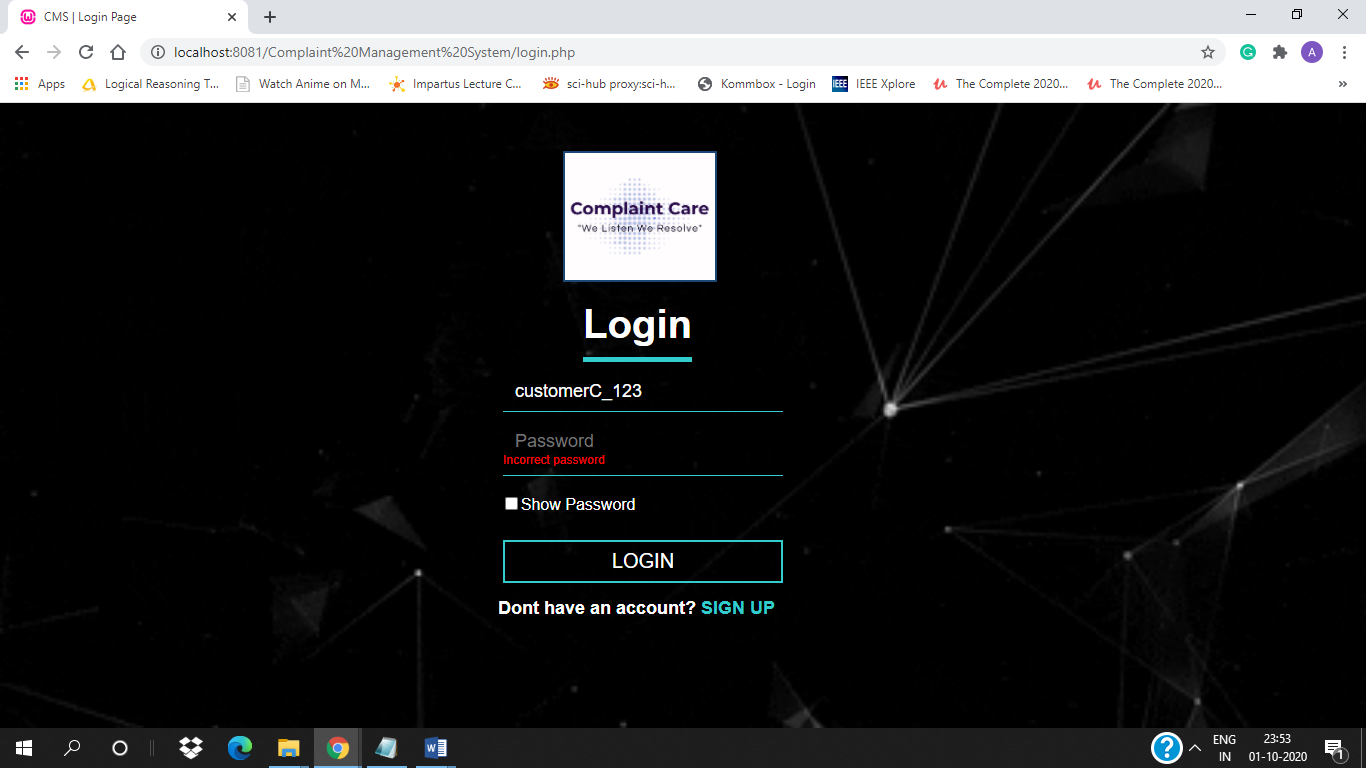 CMS | Login Page
localhost:8081/Complaint%20Management%20System/login.php
A
Apps
Logical Reasoning T...
Watch Anime on M...
Impartus Lecture C...
sci-hub proxy:sci-h...
Kommbox - Login
IEEE
IEEE Xplore
The Complete 2020...
The Complete 2020...
Complaint Care
"We Listen We Resolve"
Login
customerC_123
Password
Incorrect password
Show Password
LOGIN
Dont have an account? SIGN UP
ENG
IN
23:53
01-10-2020
1